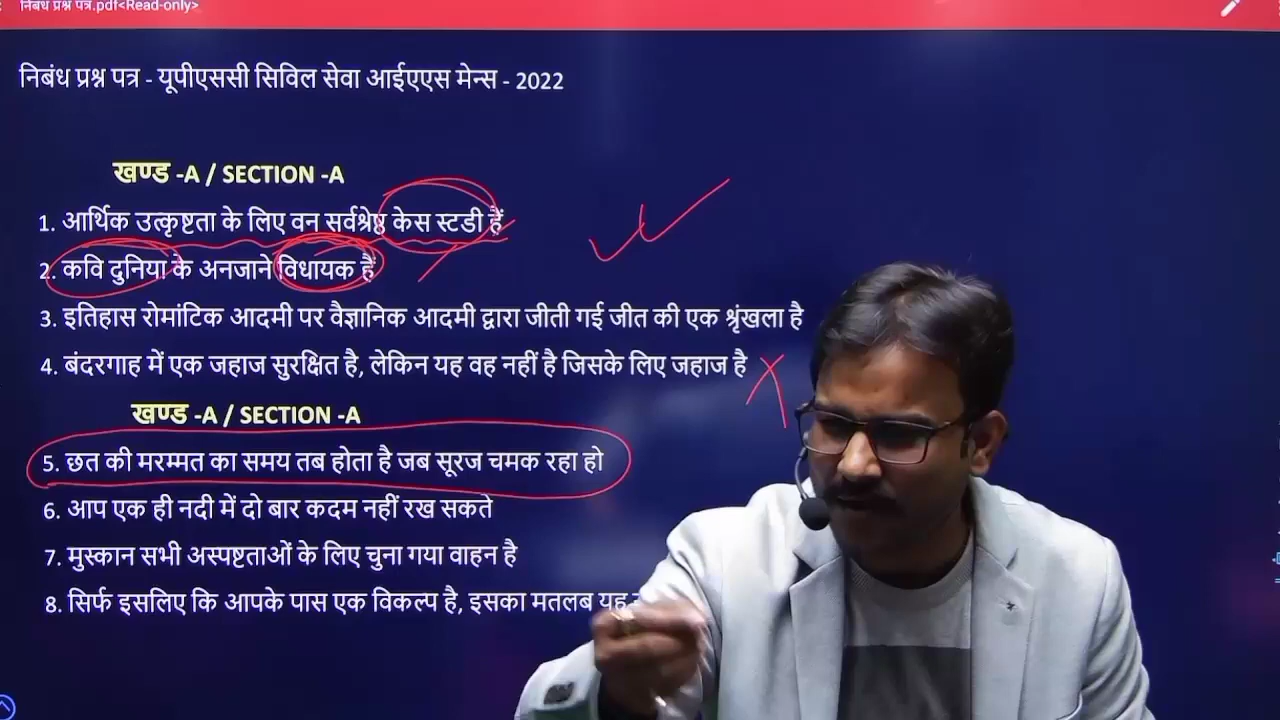 निबंध प्रश्न पत्र.pdf<Read-only>
निबंध प्रश्न पत्र - यूपीएससी सिविल सेवा आईएएस मेन्स - 2022
खण्ड -A / SECTION -A
1. आर्थिक उत्कृष्टता के लिए वन सर्वश्रेष्ठ केस स्टडी हैं
2. कवि दुनिया के अनजाने विधायक हैं
3. इतिहास रोमांटिक आदमी पर वैज्ञानिक आदमी द्वारा जीती गई जीत की एक श्रृंखला है
4. बंदरगाह में एक जहाज सुरक्षित है, लेकिन यह वह नहीं है जिसके लिए जहाज है
खण्ड -A / SECTION -A
5. छत की मरम्मत का समय तब होता है जब सूरज चमक रहा हो
6. आप एक ही नदी में दो बार कदम नहीं रख सकते
7. मुस्कान सभी अस्पष्टताओं के लिए चुना गया वाहन है
8. सिर्फ इसलिए कि आपके पास एक विकल्प है, इसका मतलब यह